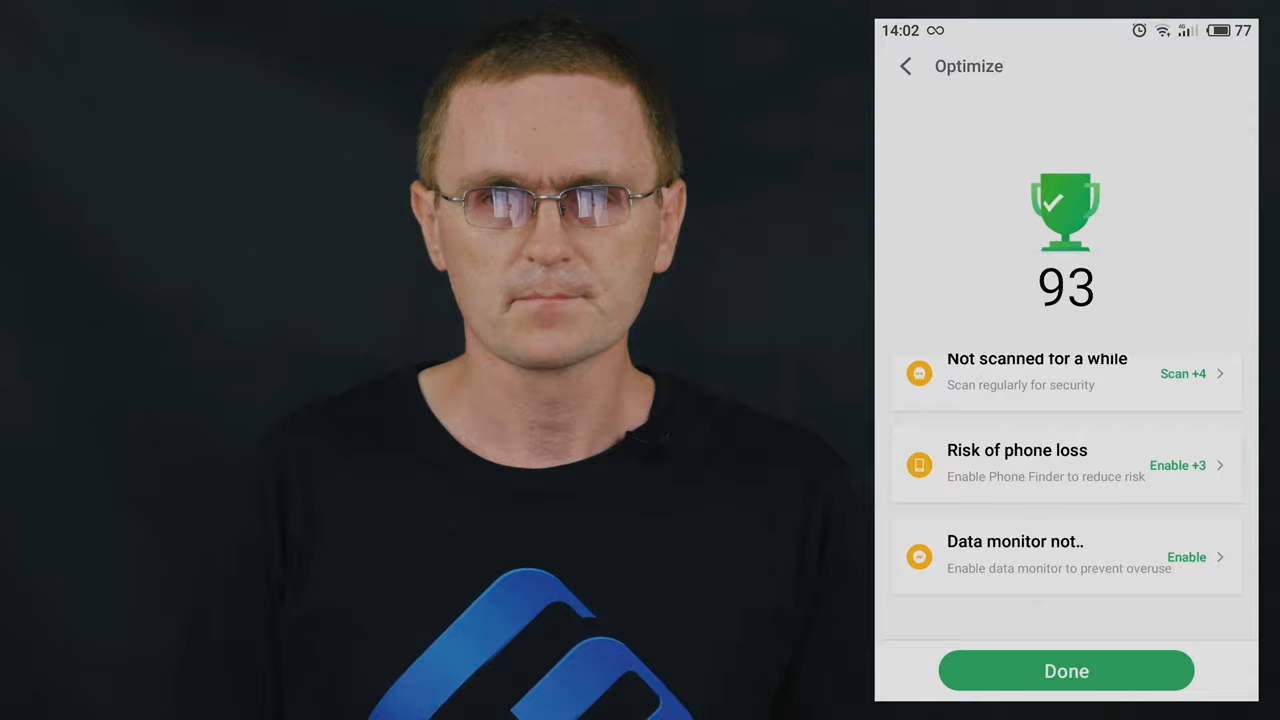 14:02 4G 77
Optimize
93
Not scanned for a while
Scan regularly for security
Scan +4
Risk of phone loss
Enable Phone Finder to reduce risk
Enable +3
Data monitor not..
Enable data monitor to prevent overuse
Enable
Done